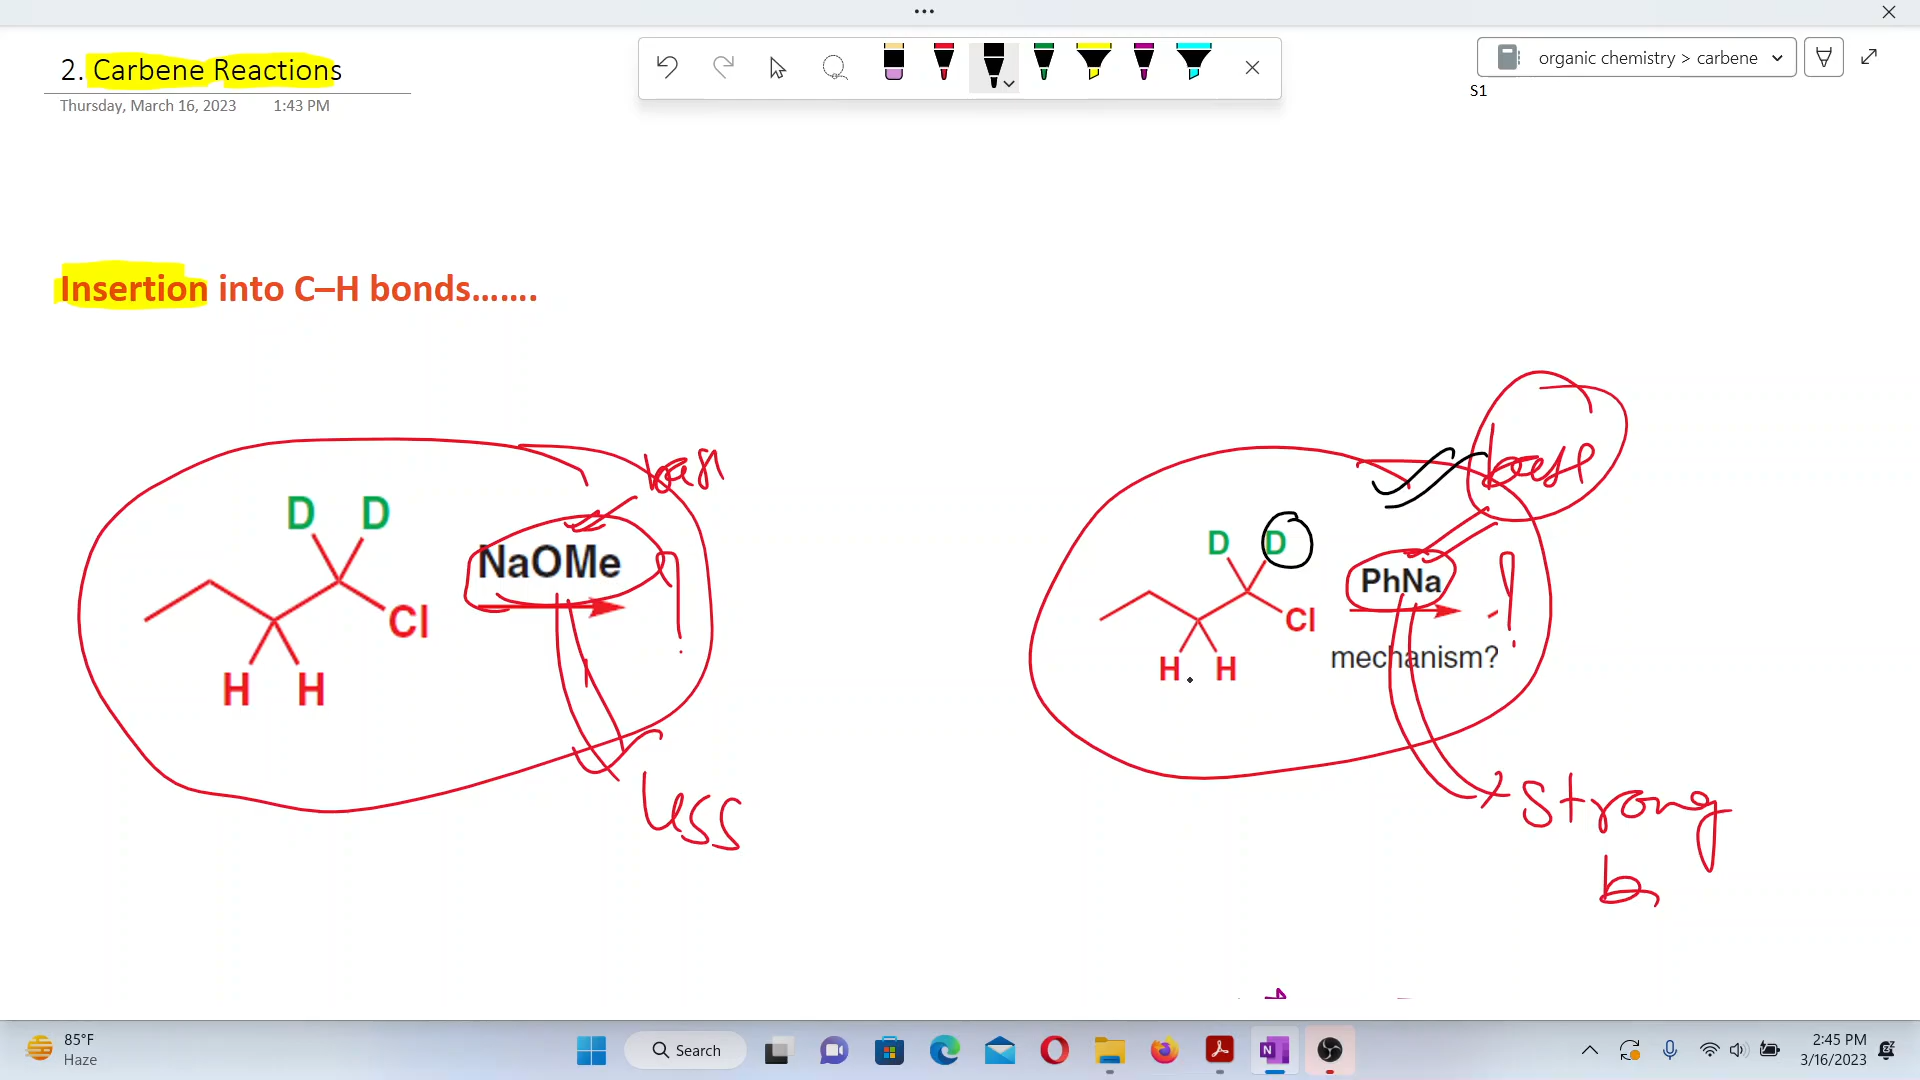 2. Carbene Reactions
Thursday, March 16, 2023 1:43 PM
organic chemistry > carbene
S1
Insertion into C–H bonds.......
D D
NaOMe
Cl
H H
Less
base
D D
PhNa
Cl
H H
mechanism?
Strong
85°F
Haze
Search
2:45 PM
3/16/2023